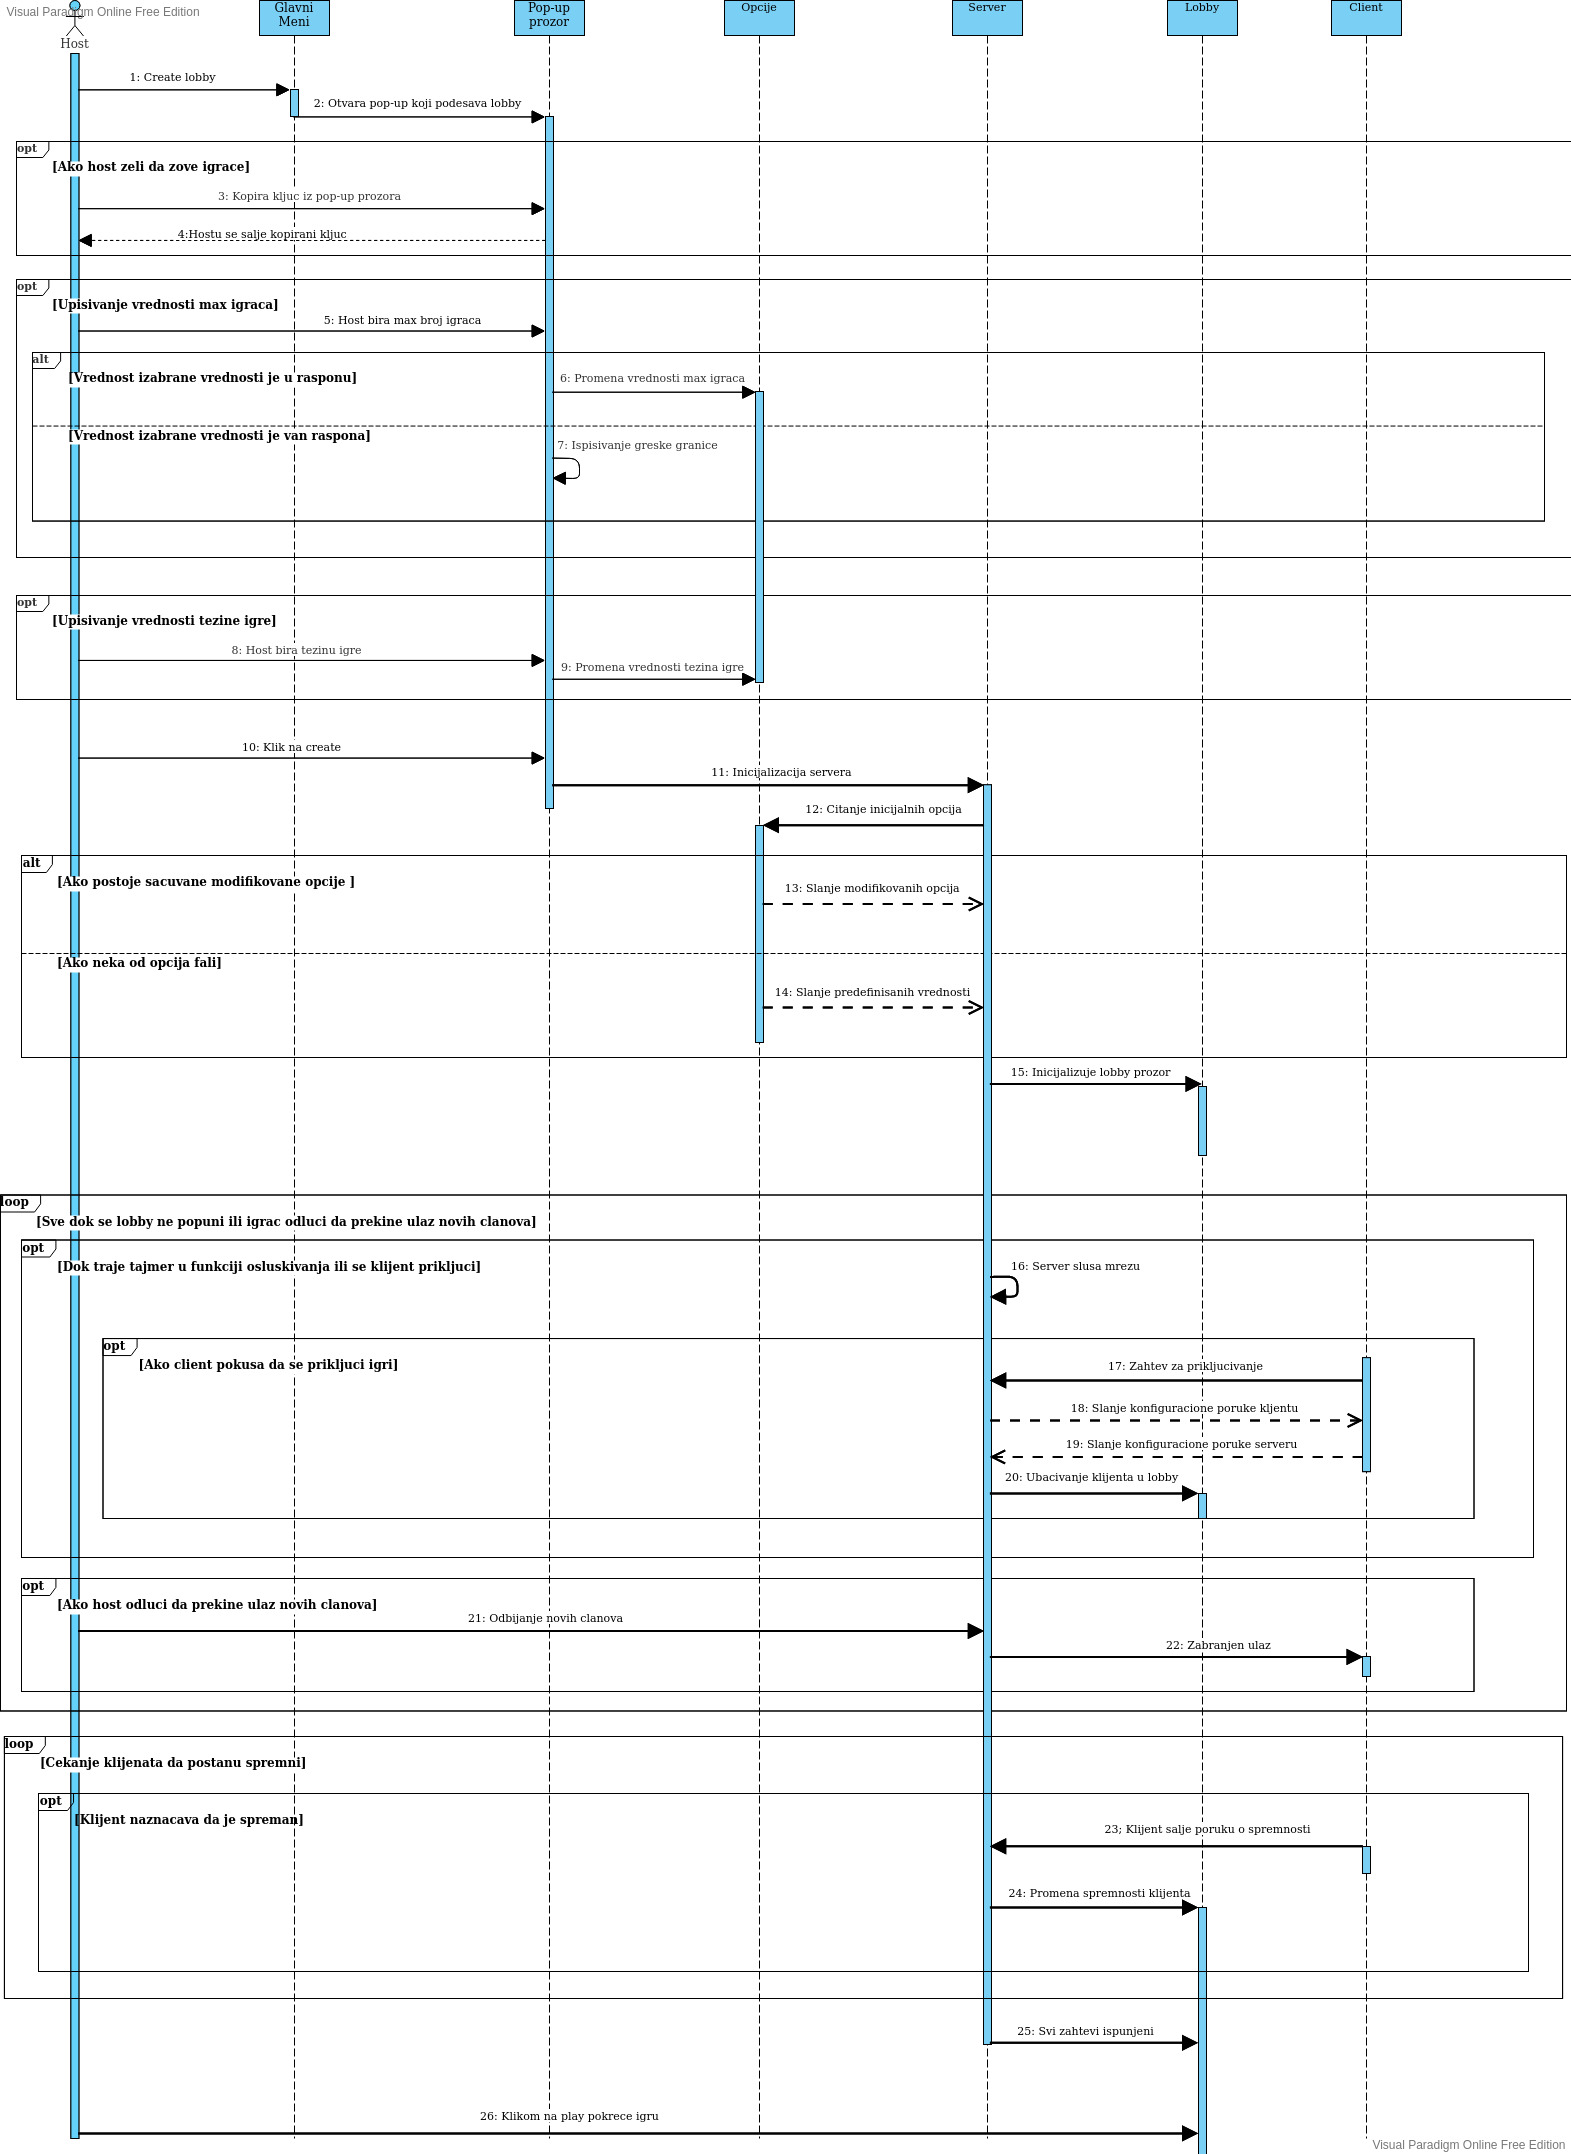 Visual Paradigm Online Free Edition
Host
Glavni
Meni
Pop-up
prozor
Opcije
Server
Lobby
Client
1: Create lobby
2: Otvara pop-up koji podesava lobby
opt
[Ako host zeli da zove igrace]
3: Kopira kljuc iz pop-up prozora
4:Hostu se salje kopirani kljuc
opt
[Upisivanje vrednosti max igraca]
5: Host bira max broj igraca
alt
[Vrednost izabrane vrednosti je u rasponu]
6: Promena vrednosti max igraca
[Vrednost izabrane vrednosti je van raspona]
7: Ispisivanje greske granice
opt
[Upisivanje vrednosti tezine igre]
8: Host bira tezinu igre
9: Promena vrednosti tezina igre
10: Klik na create
11: Inicijalizacija servera
12: Citanje inicijalnih opcija
alt
[Ako postoje sacuvane modifikovane opcije ]
13: Slanje modifikovanih opcija
[Ako neka od opcija fali]
14: Slanje predefinisanih vrednosti
15: Inicijalizuje lobby prozor
loop
[Sve dok se lobby ne popuni ili igrac odluci da prekine ulaz novih clanova]
opt
[Dok traje tajmer u funkciji osluskivanja ili se klijent prikljuci]
16: Server slusa mrezu
opt
[Ako client pokusa da se prikljuci igri]
17: Zahtev za prikljucivanje
18: Slanje konfiguracione poruke kljentu
19: Slanje konfiguracione poruke serveru
20: Ubacivanje klijenta u lobby
opt
[Ako host odluci da prekine ulaz novih clanova]
21: Odbijanje novih clanova
22: Zabranjen ulaz
loop
[Cekanje klijenata da postanu spremni]
opt
[Klijent naznacava da je spreman]
23; Klijent salje poruku o spremnosti
24: Promena spremnosti klijenta
25: Svi zahtevi ispunjeni
26: Klikom na play pokrece igru
Visual Paradigm Online Free Edition